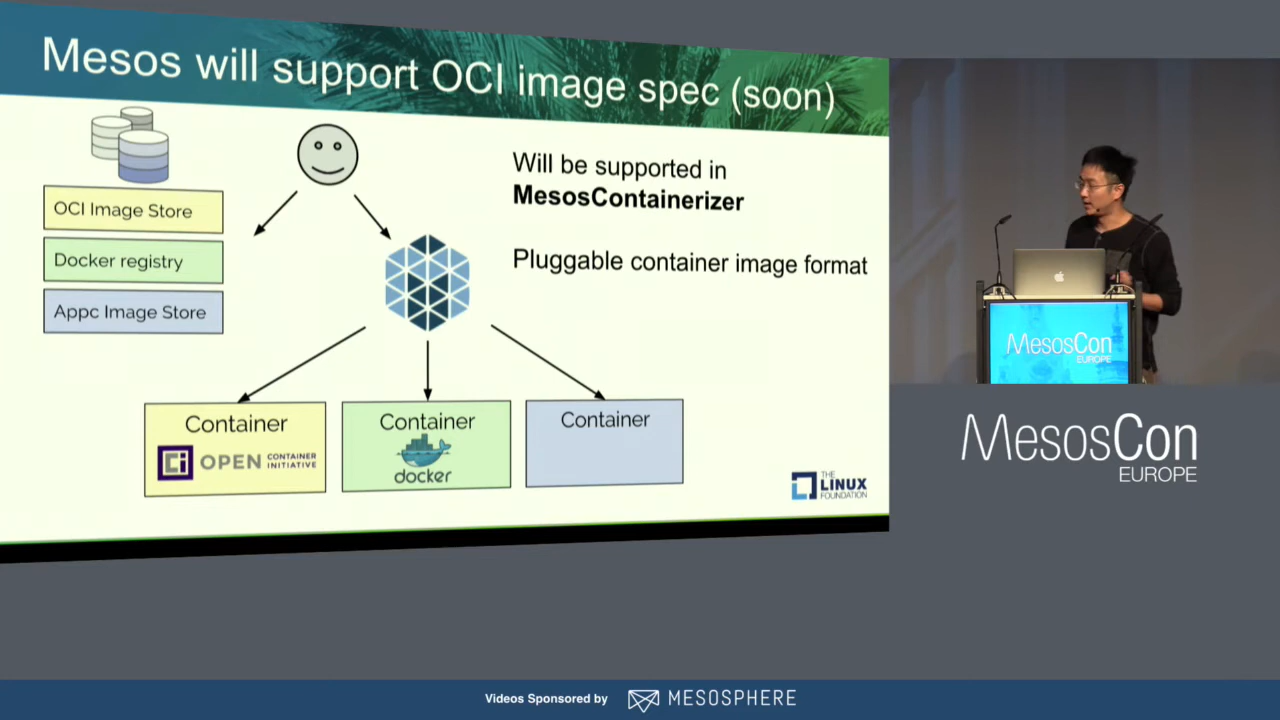 Mesos will support OCI image spec (soon)
OCI Image Store
Docker registry
Appc Image Store
Will be supported in
MesosContainerizer
Pluggable container image format
Container
OPEN CONTAINER INITIATIVE
Container
docker
Container
THE LINUX FOUNDATION
MesosCon
EUROPE
MesosCon
EUROPE
Videos Sponsored by MESOSPHERE